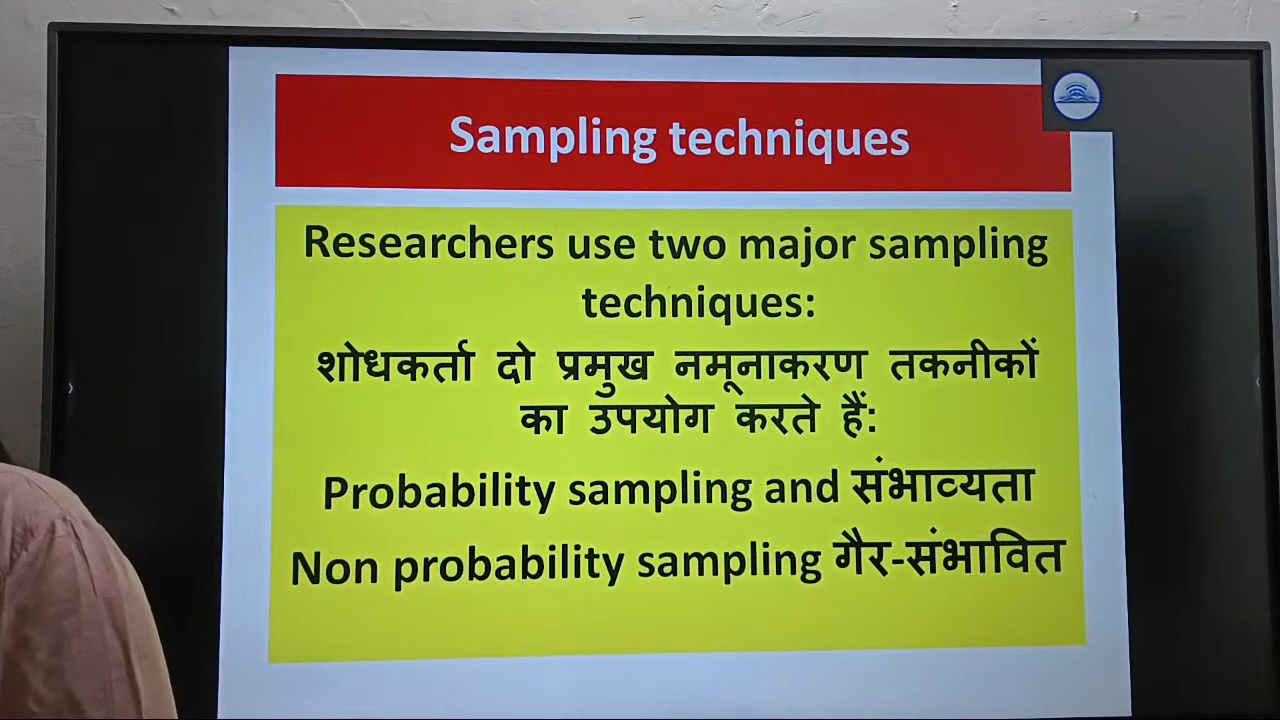 Sampling techniques
Researchers use two major sampling
techniques:
शोधकर्ता दो प्रमुख नमूनाकरण तकनीकों
का उपयोग करते हैं:
Probability sampling and संभाव्यता
Non probability sampling गैर-संभावित